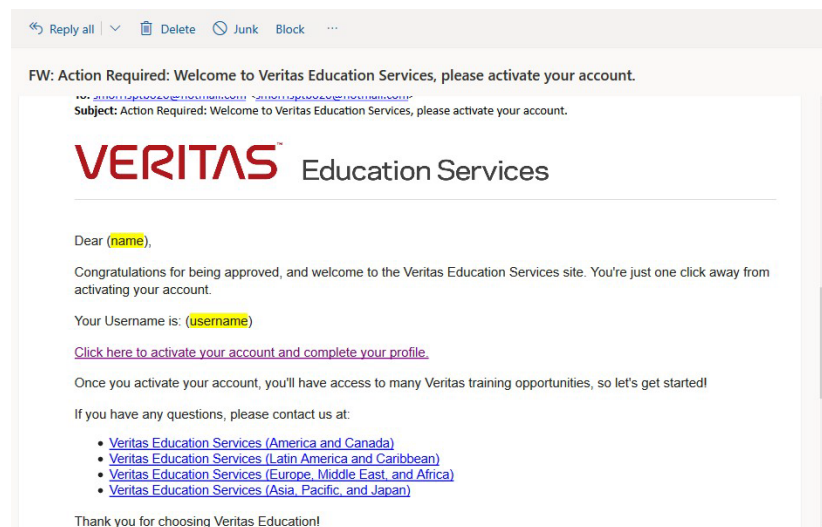 Reply all
Delete
Junk
Block
FW: Action Required: Welcome to Veritas Education Services, please activate your account.
Subject: Action Required: Welcome to Veritas Education Services, please activate your account.
VERITAS™ Education Services
Dear (name),
Congratulations for being approved, and welcome to the Veritas Education Services site. You're just one click away from
activating your account.
Your Username is: (username)
Click here to activate your account and complete your profile.
Once you activate your account, you'll have access to many Veritas training opportunities, so let's get started!
If you have any questions, please contact us at:
• Veritas Education Services (America and Canada)
• Veritas Education Services (Latin America and Caribbean)
• Veritas Education Services (Europe, Middle East, and Africa)
• Veritas Education Services (Asia, Pacific, and Japan)
Thank you for choosing Veritas Education!